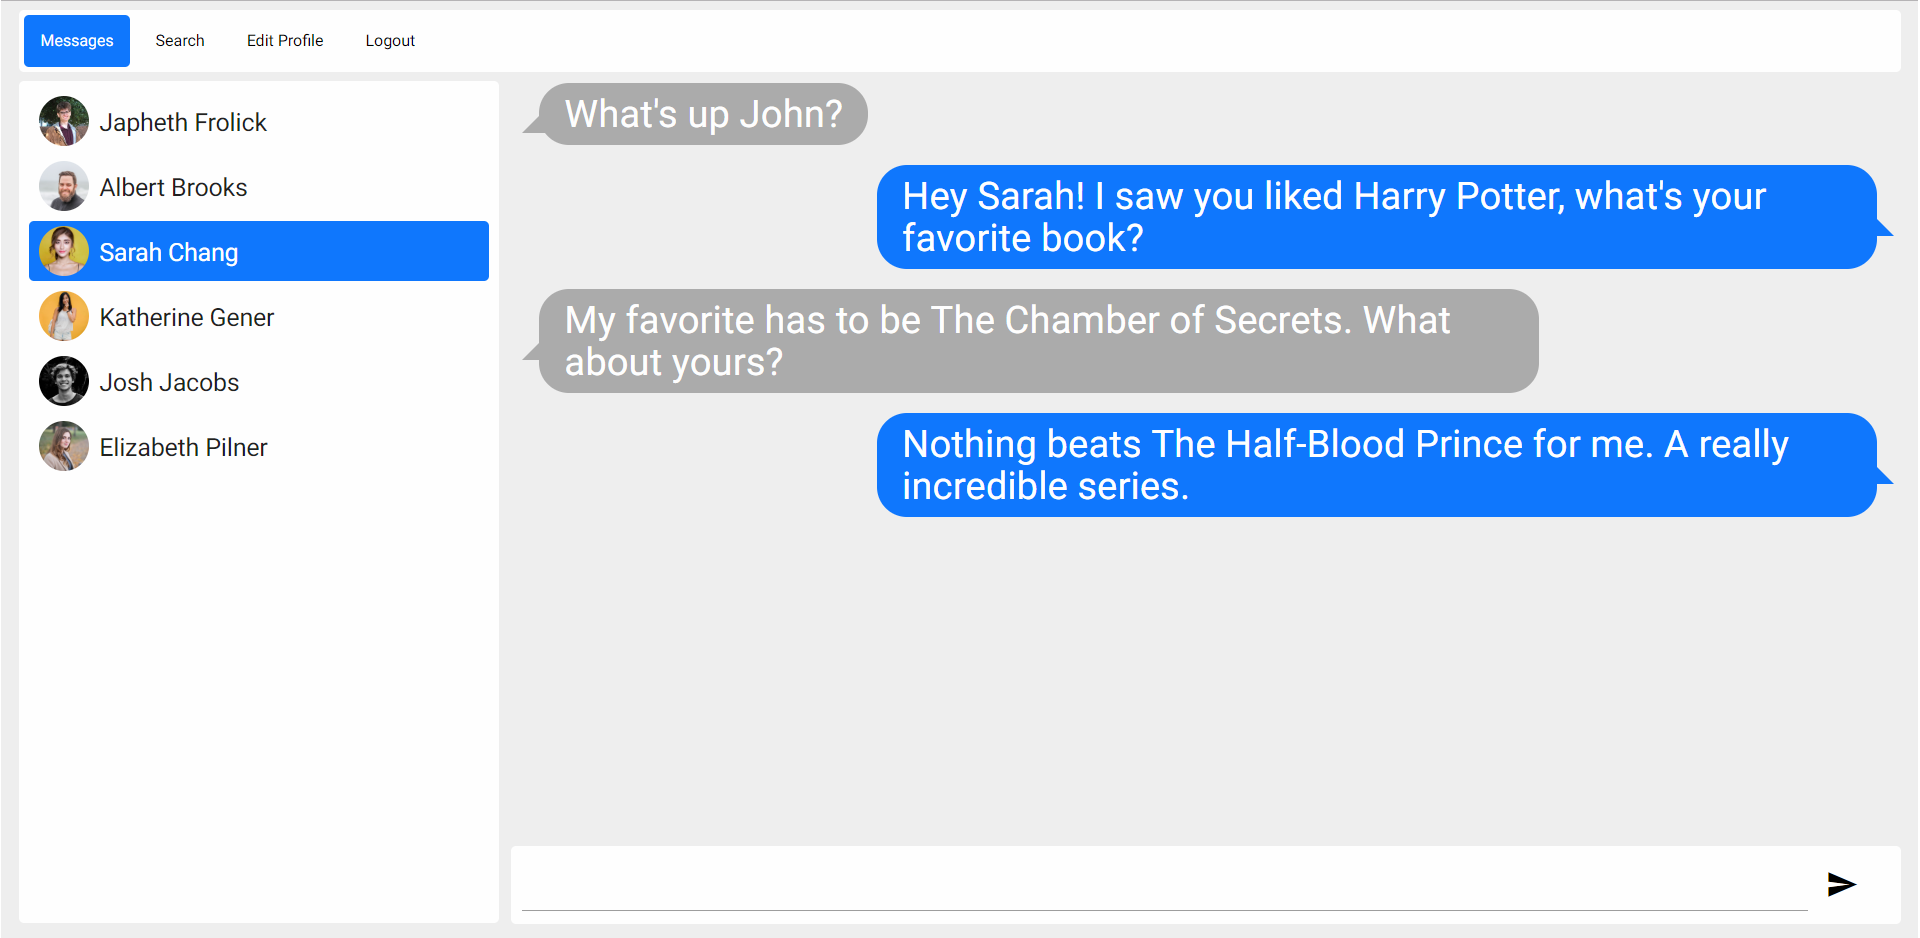 Messages Search Edit Profile Logout
Japheth Frolick
Albert Brooks
Sarah Chang
Katherine Gener
Josh Jacobs
Elizabeth Pilner
What's up John?
Hey Sarah! I saw you liked Harry Potter, what's your
favorite book?
My favorite has to be The Chamber of Secrets. What
about yours?
Nothing beats The Half-Blood Prince for me. A really
incredible series.